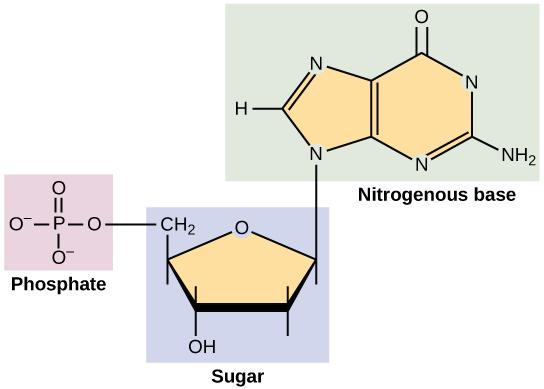 O
N
N
H
N
N
NH₂
Nitrogenous base
O
O⁻ P O CH₂ O
O⁻
Phosphate
OH
Sugar